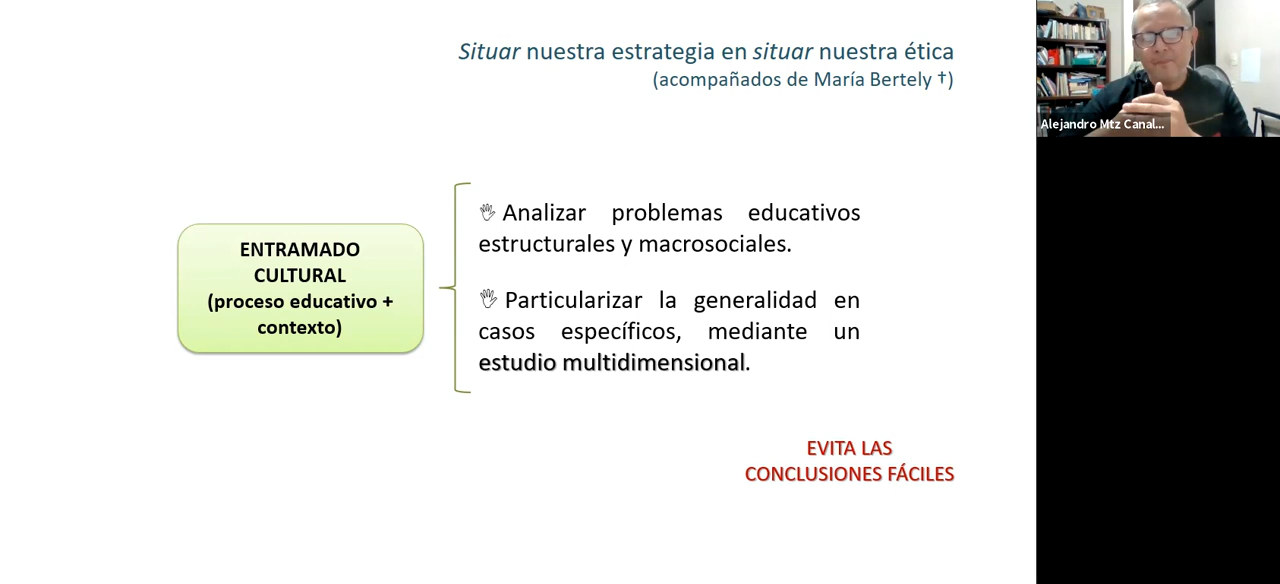 Situar nuestra estrategia en situar nuestra ética
(acompañados de María Bertely †)
Alejandro Mtz Canal...
ENTRAMADO
CULTURAL
(proceso educativo +
contexto)
Analizar problemas educativos
estructurales y macrosociales.
Particularizar la generalidad en
casos específicos, mediante un
estudio multidimensional.
EVITA LAS
CONCLUSIONES FÁCILES